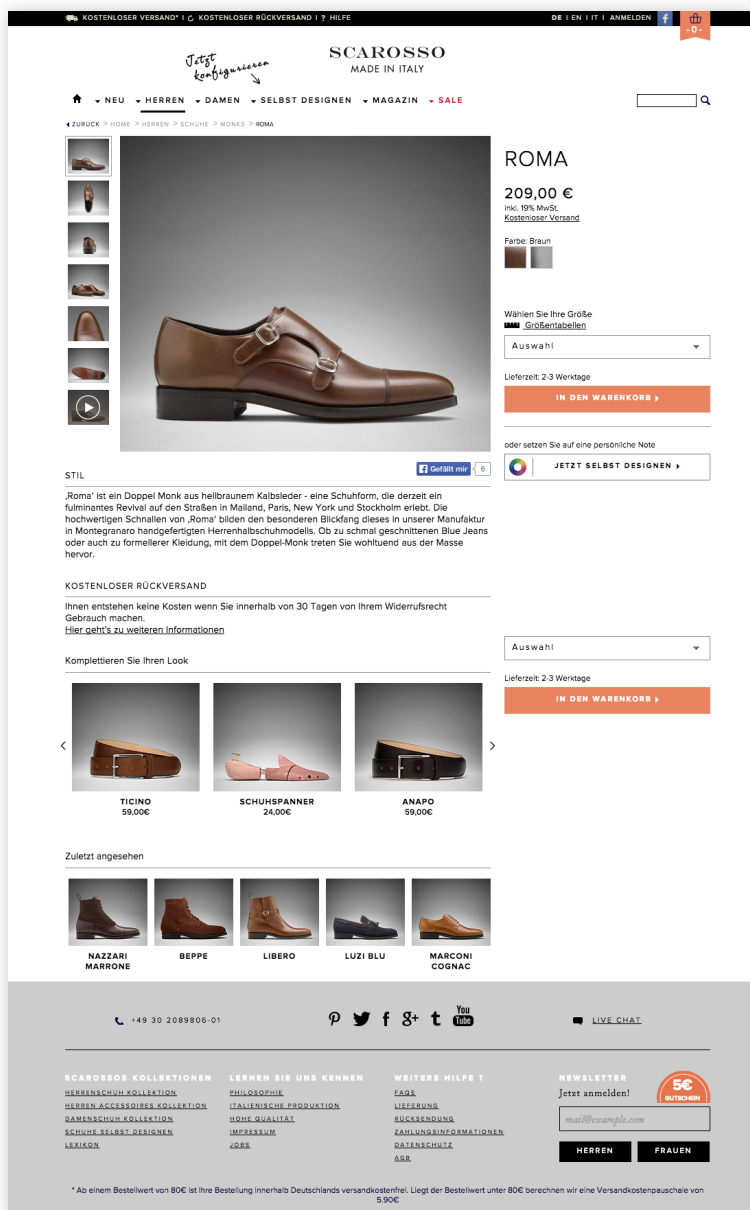 KOSTENLOSER VERSAND* I KOSTENLOSER RÜCKVERSAND I ? HILFE
DE I EN I IT I ANMELDEN
-0-
Jetzt
konfigurieren
SCAROSSO
MADE IN ITALY
NEU HERREN DAMEN SELBST DESIGNEN MAGAZIN SALE
ZURÜCK > HOME > HERREN > SCHUHE > MONKS > ROMA
ROMA
209,00 €
inkl. 19% MwSt.
Kostenloser Versand
Farbe: Braun
Wählen Sie Ihre Größe
Größentabellen
Auswahl
Lieferzeit: 2-3 Werktage
IN DEN WARENKORB
oder setzen Sie auf eine persönliche Note
JETZT SELBST DESIGNEN
Gefällt mir 6
STIL
‚Roma' ist ein Doppel Monk aus hellbraunem Kalbsleder - eine Schuhform, die derzeit ein
fulminantes Revival auf den Straßen in Mailand, Paris, New York und Stockholm erlebt. Die
hochwertigen Schnallen von ‚Roma' bilden den besonderen Blickfang dieses in unserer Manufaktur
in Montegranaro handgefertigten Herrenhalbschuhmodells. Ob zu schmal geschnittenen Blue Jeans
oder auch zu formellerer Kleidung, mit dem Doppel-Monk treten Sie wohltuend aus der Masse
hervor.
KOSTENLOSER RÜCKVERSAND
Ihnen entstehen keine Kosten wenn Sie innerhalb von 30 Tagen von Ihrem Widerrufsrecht
Gebrauch machen.
Hier geht's zu weiteren Informationen
Auswahl
Lieferzeit: 2-3 Werktage
IN DEN WARENKORB
Komplettieren Sie Ihren Look
TICINO
59,00€
SCHUHSPANNER
24,00€
ANAPO
59,00€
Zuletzt angesehen
NAZZARI
MARRONE
BEPPE
LIBERO
LUZI BLU
MARCONI
COGNAC
+49 30 2089806-01
You
Tube
LIVE CHAT
SCAROSSOS KOLLEKTIONEN
HERRENSCHUH KOLLEKTION
HERREN ACCESSOIRES KOLLEKTION
DAMENSCHUH KOLLEKTION
SCHUHE SELBST DESIGNEN
LEXIKON
LERNEN SIE UNS KENNEN
PHILOSOPHIE
ITALIENISCHE PRODUKTION
HOHE QUALITÄT
IMPRESSUM
JOBS
WEITERE HILFE ?
FAQS
LIEFERUNG
RÜCKSENDUNG
ZAHLUNGSINFORMATIONEN
DATENSCHUTZ
AGB
NEWSLETTER
Jetzt anmelden!
5€
GUTSCHEIN
mail@example.com
HERREN
FRAUEN
* Ab einem Bestellwert von 80€ ist Ihre Bestellung innerhalb Deutschlands versandkostenfrei. Liegt der Bestellwert unter 80€ berechnen wir eine Versandkostenpauschale von
5.90€